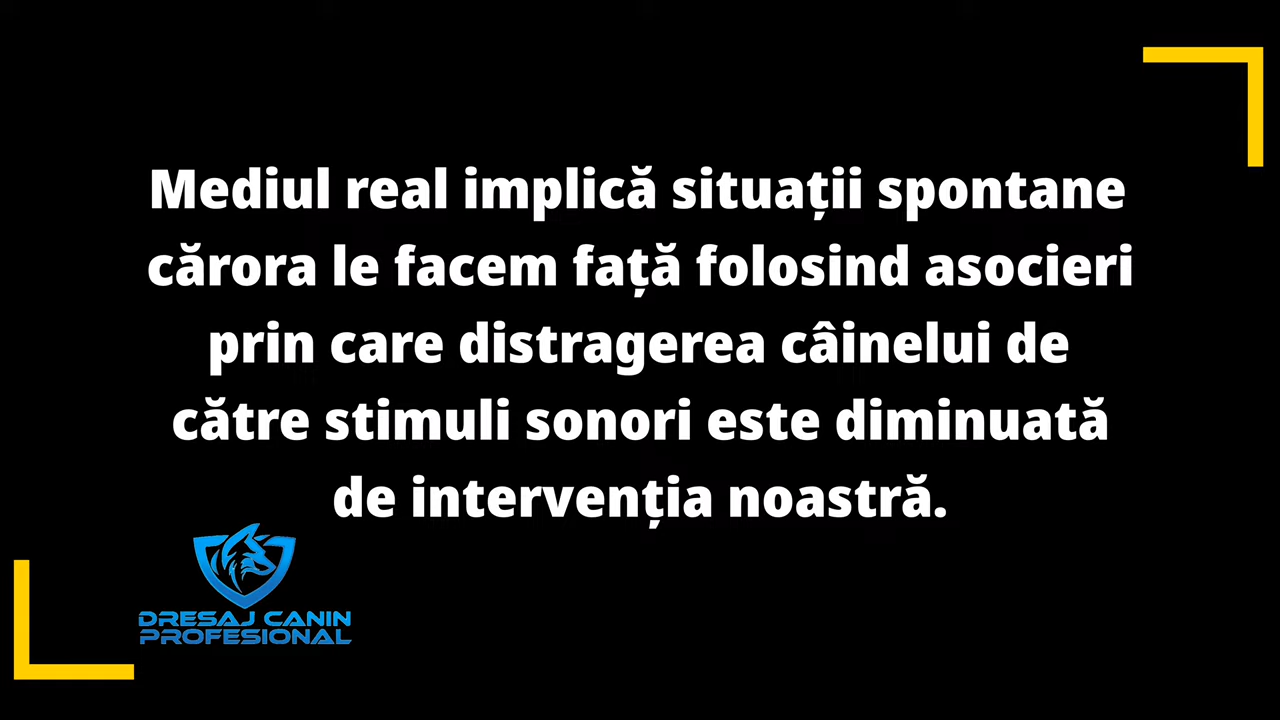 Mediul real implică situații spontane
cărora le facem față folosind asocieri
prin care distragerea câinelui de
către stimuli sonori este diminuată
de intervenția noastră.
DRESAJ CANIN
PROFESIONAL